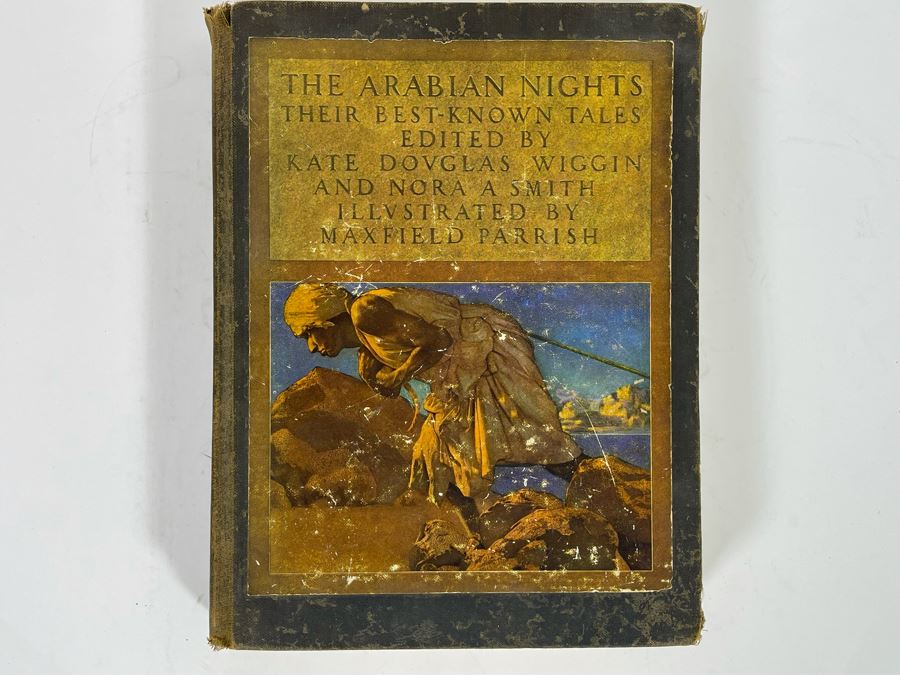 THE ARABIAN NIGHTS
THEIR BEST-KNOWN TALES
EDITED BY
KATE DOVGLAS WIGGIN
AND NORA A SMITH
ILLVSTRATED BY
MAXFIELD PARRISH